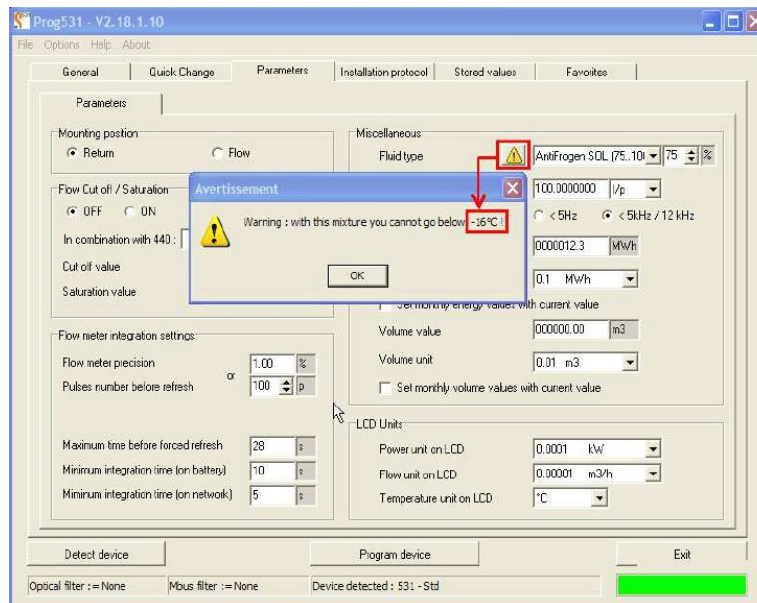 Prog531 - V2.18.1.10
File Options Help About
General Quick Change Parameters Installation protocol Stored values Favorites
Parameters
Mounting position
Return Flow
Flow Cut off / Saturation
OFF ON
In combination with 440 :
Cut off value
Saturation value
Flow meter integration settings
Flow meter precision 1.00 %
or
Pulses number before refresh 100 p
Maximum time before forced refresh 28 s
Minimum integration time (on battery) 10 s
Minimum integration time (on network) 5 s
Miscellaneous
Fluid type AntiFrogen SOL (75..10 75 %
100.0000000 l/p
< 5Hz < 5kHz / 12 kHz
0000012.3 MWh
0.1 MWh
Set monthly energy values with current value
Volume value 000000.00 m3
Volume unit 0.01 m3
Set monthly volume values with current value
LCD Units
Power unit on LCD 0.0001 kW
Flow unit on LCD 0.00001 m3/h
Temperature unit on LCD °C
Avertissement
Warning : with this mixture you cannot go below -16°C !
OK
Detect device Program device Exit
Optical filter := None Mbus filter := None Device detected : 531 - Std